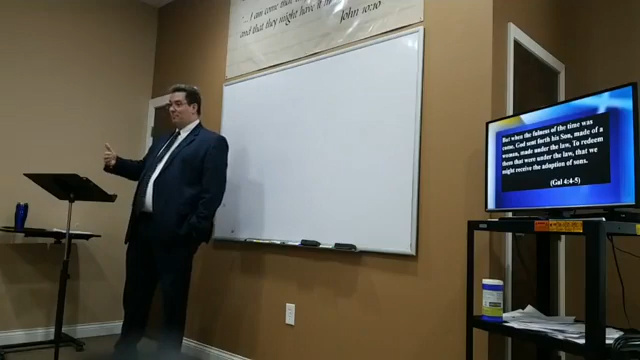 "...I am come that they might have it
and that they might have it
John 10:10
But when the fulness of the time was
come, God sent forth his Son, made of a
woman, made under the law, To redeem
them that were under the law, that we
might receive the adoption of sons.
(Gal 4:4-5)